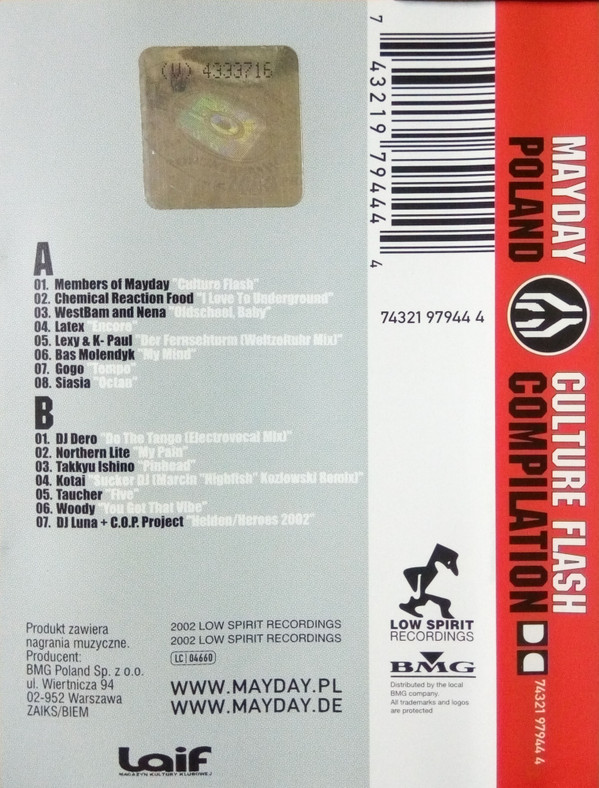 (V) 4333716
A
01. Members of Mayday "Culture Flash"
02. Chemical Reaction Food "I Love To Underground"
03. WestBam and Nena "Oldschool, Baby"
04. Latex "Encore"
05. Lexy & K- Paul "Der Fernsehturm (Weltzeituhr Mix)"
06. Bas Molendyk "My Mind"
07. Gogo "Tempo"
08. Siasia "Octan"
B
01. DJ Dero "Do The Tango (Electrovocal Mix)"
02. Northern Lite "My Pain"
03. Takkyu Ishino "Pinhead"
04. Kotai "Sucker DJ (Marcin "Nighfish" Kozlowski Remix)"
05. Taucher "Five"
06. Woody "You Got That Vibe"
07. DJ Luna + C.O.P. Project "Helden/Heroes 2002"
Produkt zawiera
nagrania muzyczne.
Producent:
BMG Poland Sp. z o.o.
ul. Wiertnicza 94
02-952 Warszawa
ZAIKS/BIEM
2002 LOW SPIRIT RECORDINGS
2002 LOW SPIRIT RECORDINGS
LC 04660
WWW.MAYDAY.PL
WWW.MAYDAY.DE
Laif
MAGAZYN KULTURY KLUBOWEJ
7 43219 79444 4
74321 97944 4
LOW SPIRIT
RECORDINGS
BMG
Distributed by the local
BMG company.
All trademarks and logos
are protected
MAYDAY
POLAND
CULTURE FLASH
COMPILATION
74321 97944 4